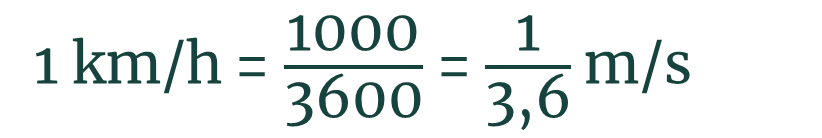 1 km/h = 1000/3600 = 1/3,6 m/s